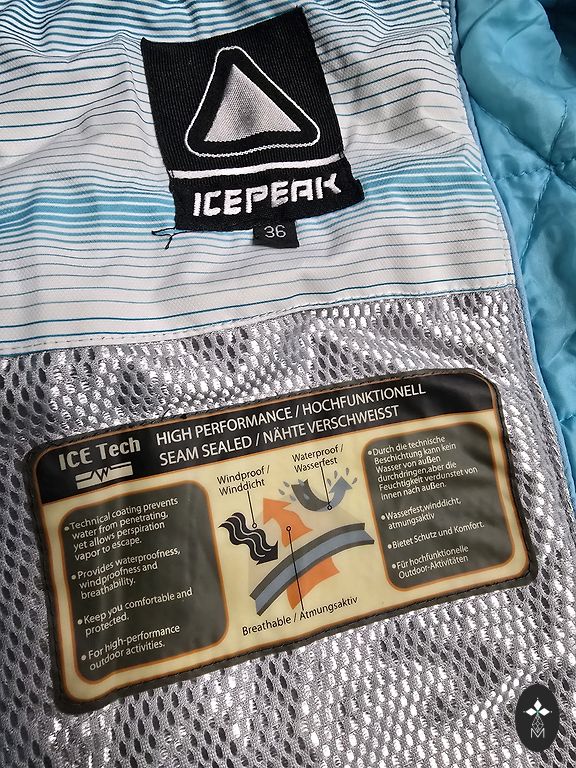 ICEPEAK
36
ICE Tech
HIGH PERFORMANCE / HOCHFUNKTIONELL
SEAM SEALED / NÄHTE VERSCHWEISST
•Technical coating prevents
water from penetrating,
yet allows perspiration
vapor to escape.
•Provides waterproofness,
windproofness and
breathability.
•Keep you comfortable and
protected.
•For high-performance
outdoor activities.
Windproof /
Winddicht
Waterproof /
Wasserfest
Breathable / Atmungsaktiv
•Durch die technische
Beschichtung kann kein
Wasser von außen
durchdringen,aber die
Feuchtigkeit verdunstet von
innen nach außen.
•Wasserfest,winddicht,
atmungsaktiv
•Bietet Schutz und Komfort.
•Für hochfunktionelle
Outdoor-Aktivitäten
M